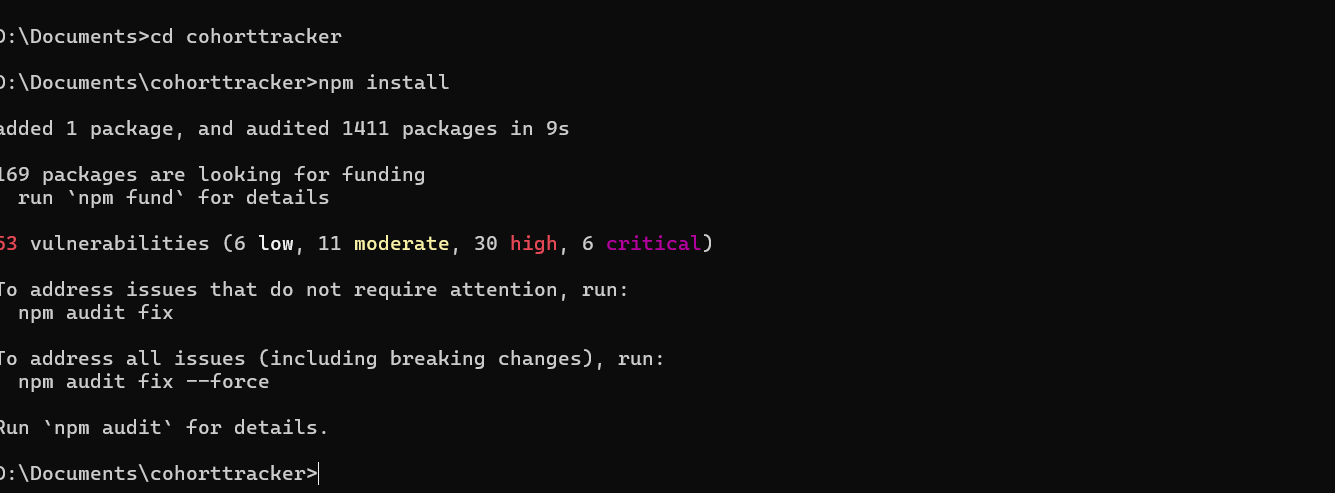 D:\Documents>cd cohorttracker
D:\Documents\cohorttracker>npm install
added 1 package, and audited 1411 packages in 9s
169 packages are looking for funding
run `npm fund` for details
53 vulnerabilities (6 low, 11 moderate, 30 high, 6 critical)
To address issues that do not require attention, run:
npm audit fix
To address all issues (including breaking changes), run:
npm audit fix --force
Run `npm audit` for details.
D:\Documents\cohorttracker>